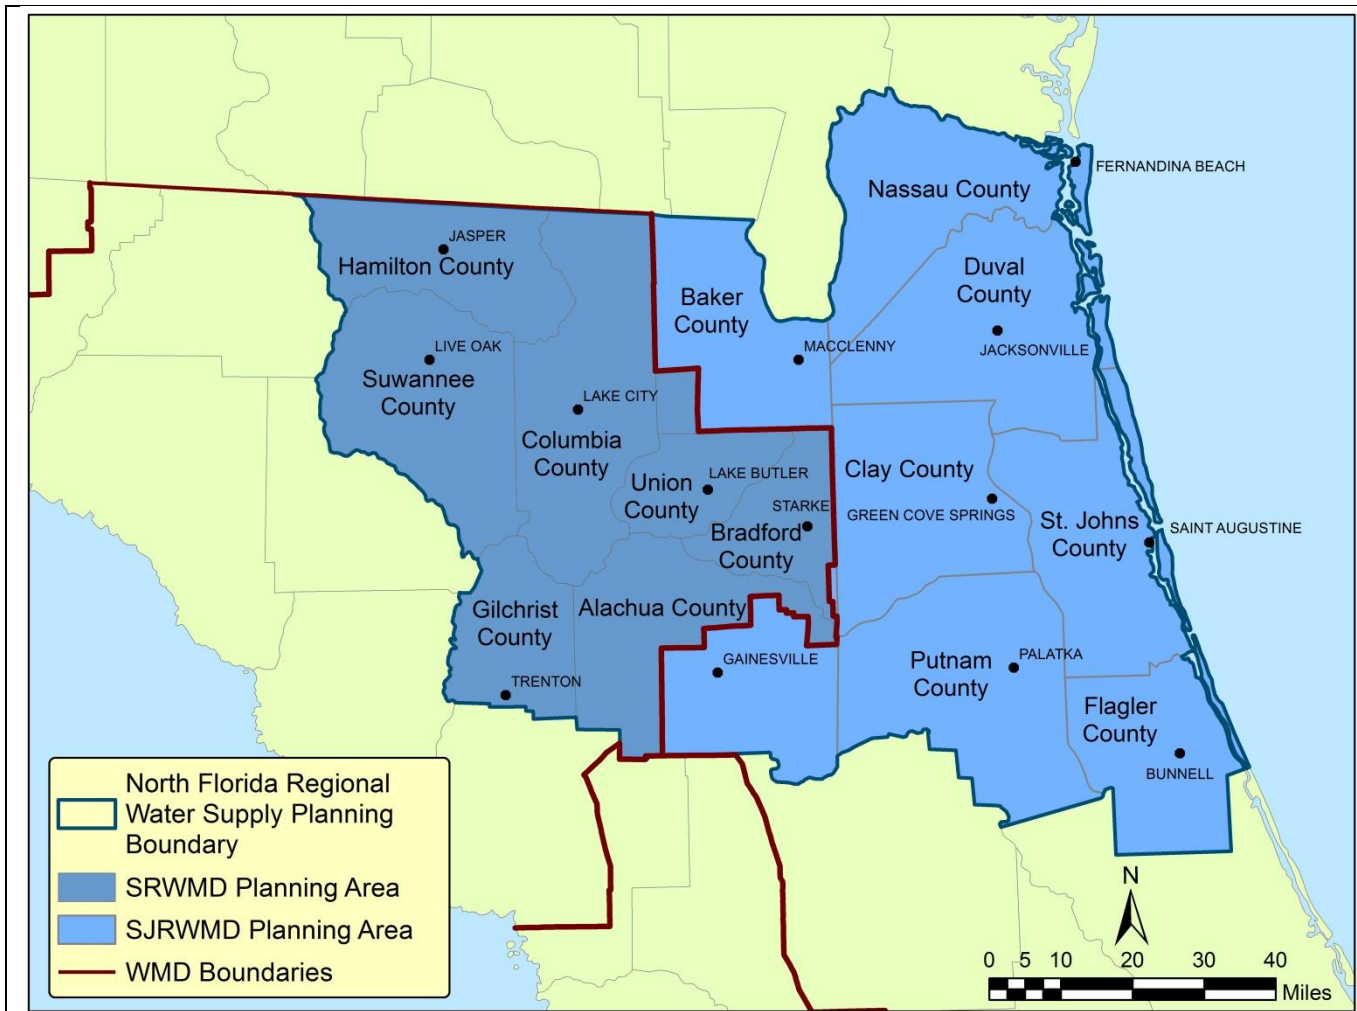 FERNANDINA BEACH
Nassau County
JASPER
Hamilton County
Duval
County
Baker
County
JACKSONVILLE
MACCLENNY
LIVE OAK
Suwannee
County
LAKE CITY
Columbia
County
Clay County
LAKE BUTLER
Union
County
STARKE
GREEN COVE SPRINGS
St. Johns
County
SAINT AUGUSTINE
Bradford
County
Gilchrist
County
Alachua County
GAINESVILLE
Putnam
County
PALATKA
TRENTON
Flagler
County
BUNNELL
North Florida Regional
Water Supply Planning
Boundary
SRWMD Planning Area
SJRWMD Planning Area
WMD Boundaries
N
0 5 10 20 30 40
Miles